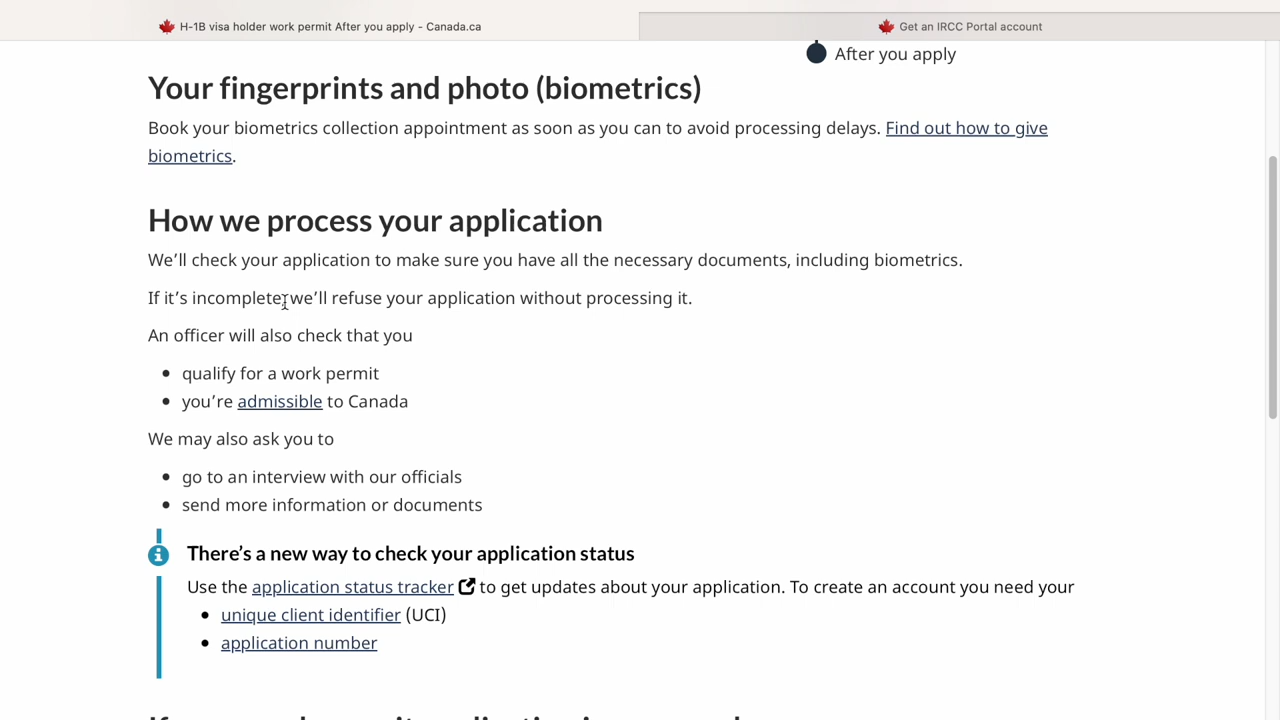 H-1B visa holder work permit After you apply - Canada.ca
Get an IRCC Portal account
After you apply
Your fingerprints and photo (biometrics)
Book your biometrics collection appointment as soon as you can to avoid processing delays. Find out how to give
biometrics.
How we process your application
We’ll check your application to make sure you have all the necessary documents, including biometrics.
If it’s incomplete, we’ll refuse your application without processing it.
An officer will also check that you
• qualify for a work permit
• you’re admissible to Canada
We may also ask you to
• go to an interview with our officials
• send more information or documents
There’s a new way to check your application status
Use the application status tracker to get updates about your application. To create an account you need your
• unique client identifier (UCI)
• application number